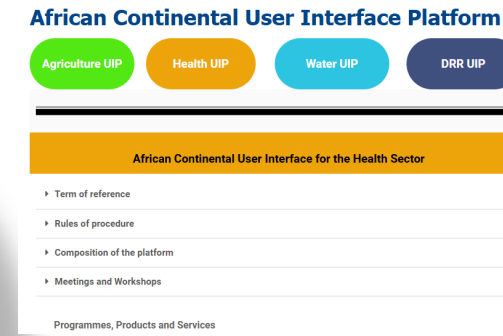 African Continental User Interface Platform
Agriculture UIP
Health UIP
Water UIP
DRR UIP
African Continental User Interface for the Health Sector
Term of reference
Rules of procedure
Composition of the platform
Meetings and Workshops
Programmes, Products and Services